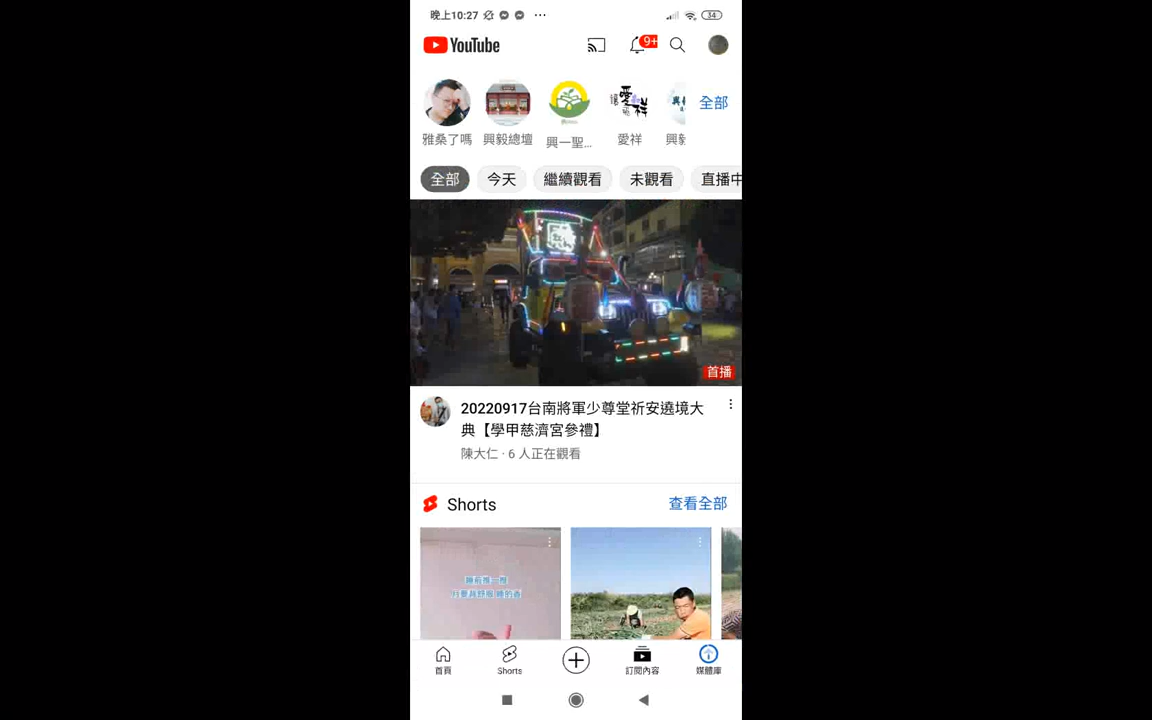 晚上10:27
34
YouTube
9+
全部
雅桑了嗎
興毅總壇
興一聖...
愛祥
全部
今天
繼續觀看
未觀看
直播中
首播
20220917台南將軍少尊堂祈安遶境大
典【學甲慈濟宮參禮】
陳大仁 · 6 人正在觀看
Shorts
查看全部
首頁
Shorts
訂閱內容
媒體庫